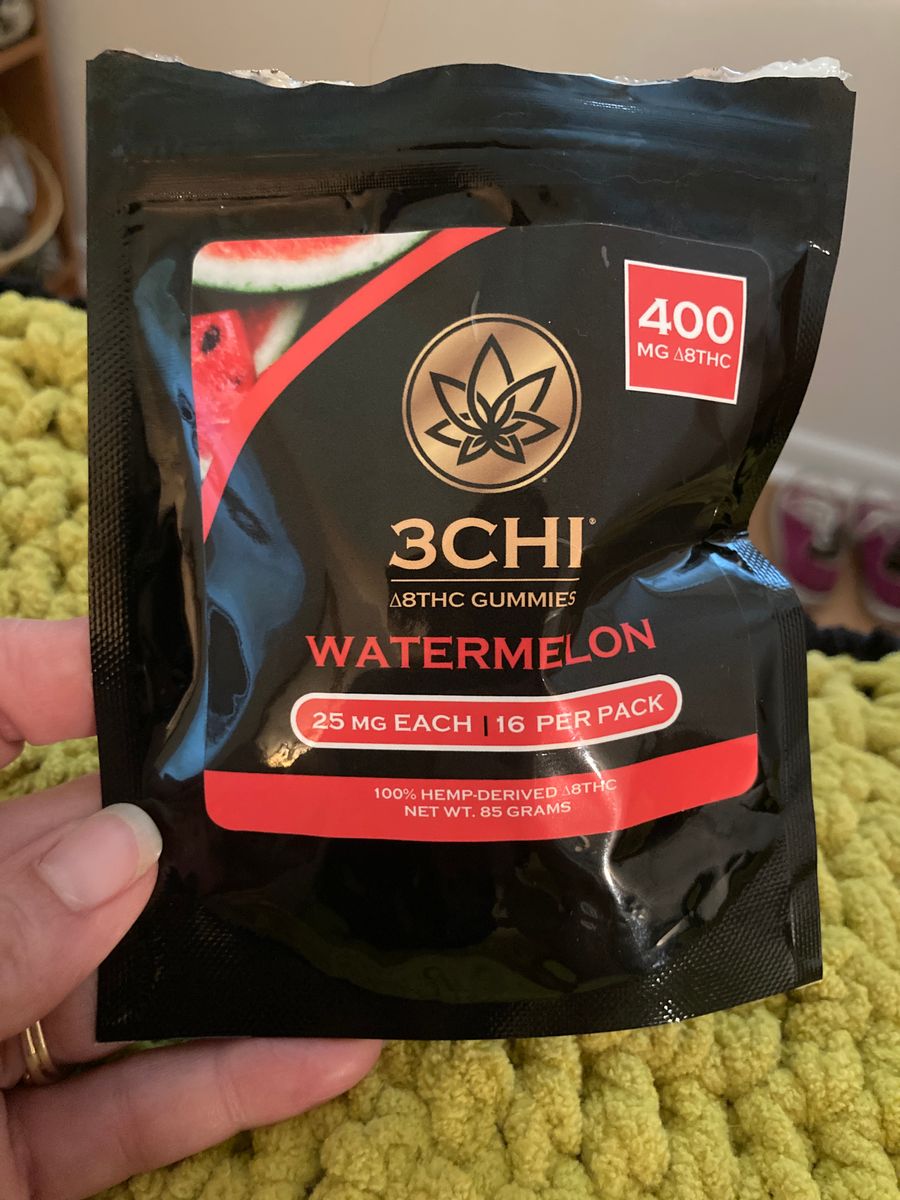 400
MG Δ8THC
3CHI®
Δ8THC GUMMIES
WATERMELON
25 MG EACH | 16 PER PACK
100% HEMP-DERIVED Δ8THC
NET WT. 85 GRAMS